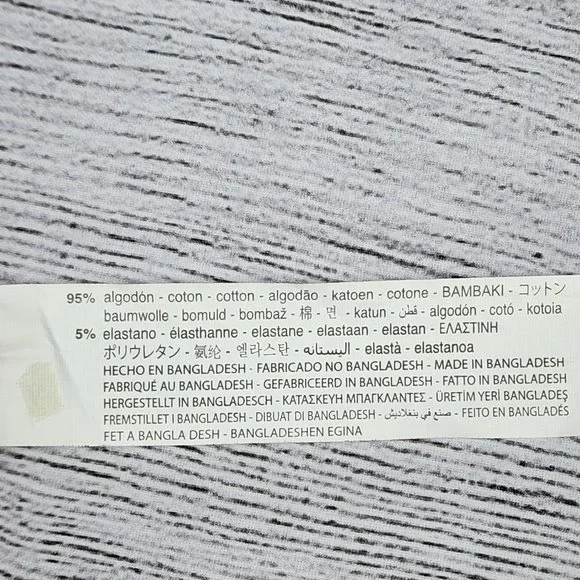 95% algodón - coton - cotton - algodão - katoen - cotone - BAMBAKI - コットン
baumwolle - bomuld - bombaž - 棉 - 면 - katun - قطن - algodón - cotó - kotoia
5% elastano - élasthanne - elastane - elastaan - elastan - ΕΛΑΣΤΙΝΗ
ポリウレタン - 氨纶 - 엘라스탄 - اليستانه - elastà - elastanoa
HECHO EN BANGLADESH - FABRICADO NO BANGLADESH - MADE IN BANGLADESH
FABRIQUÉ AU BANGLADESH - GEFABRICEERD IN BANGLADESH - FATTO IN BANGLADESH
HERGESTELLT IN BANGLADESCH - ΚΑΤΑΣΚΕΥΗ ΜΠΑΓΚΛΑΝΤΕΣ - ÜRETİM YERİ BANGLADEŞ
FREMSTILLET I BANGLADESH - DIBUAT DI BANGLADESH - صنع في بنغلاديش - FEITO EN BANGLADÉS
FET A BANGLA DESH - BANGLADESHEN EGINA